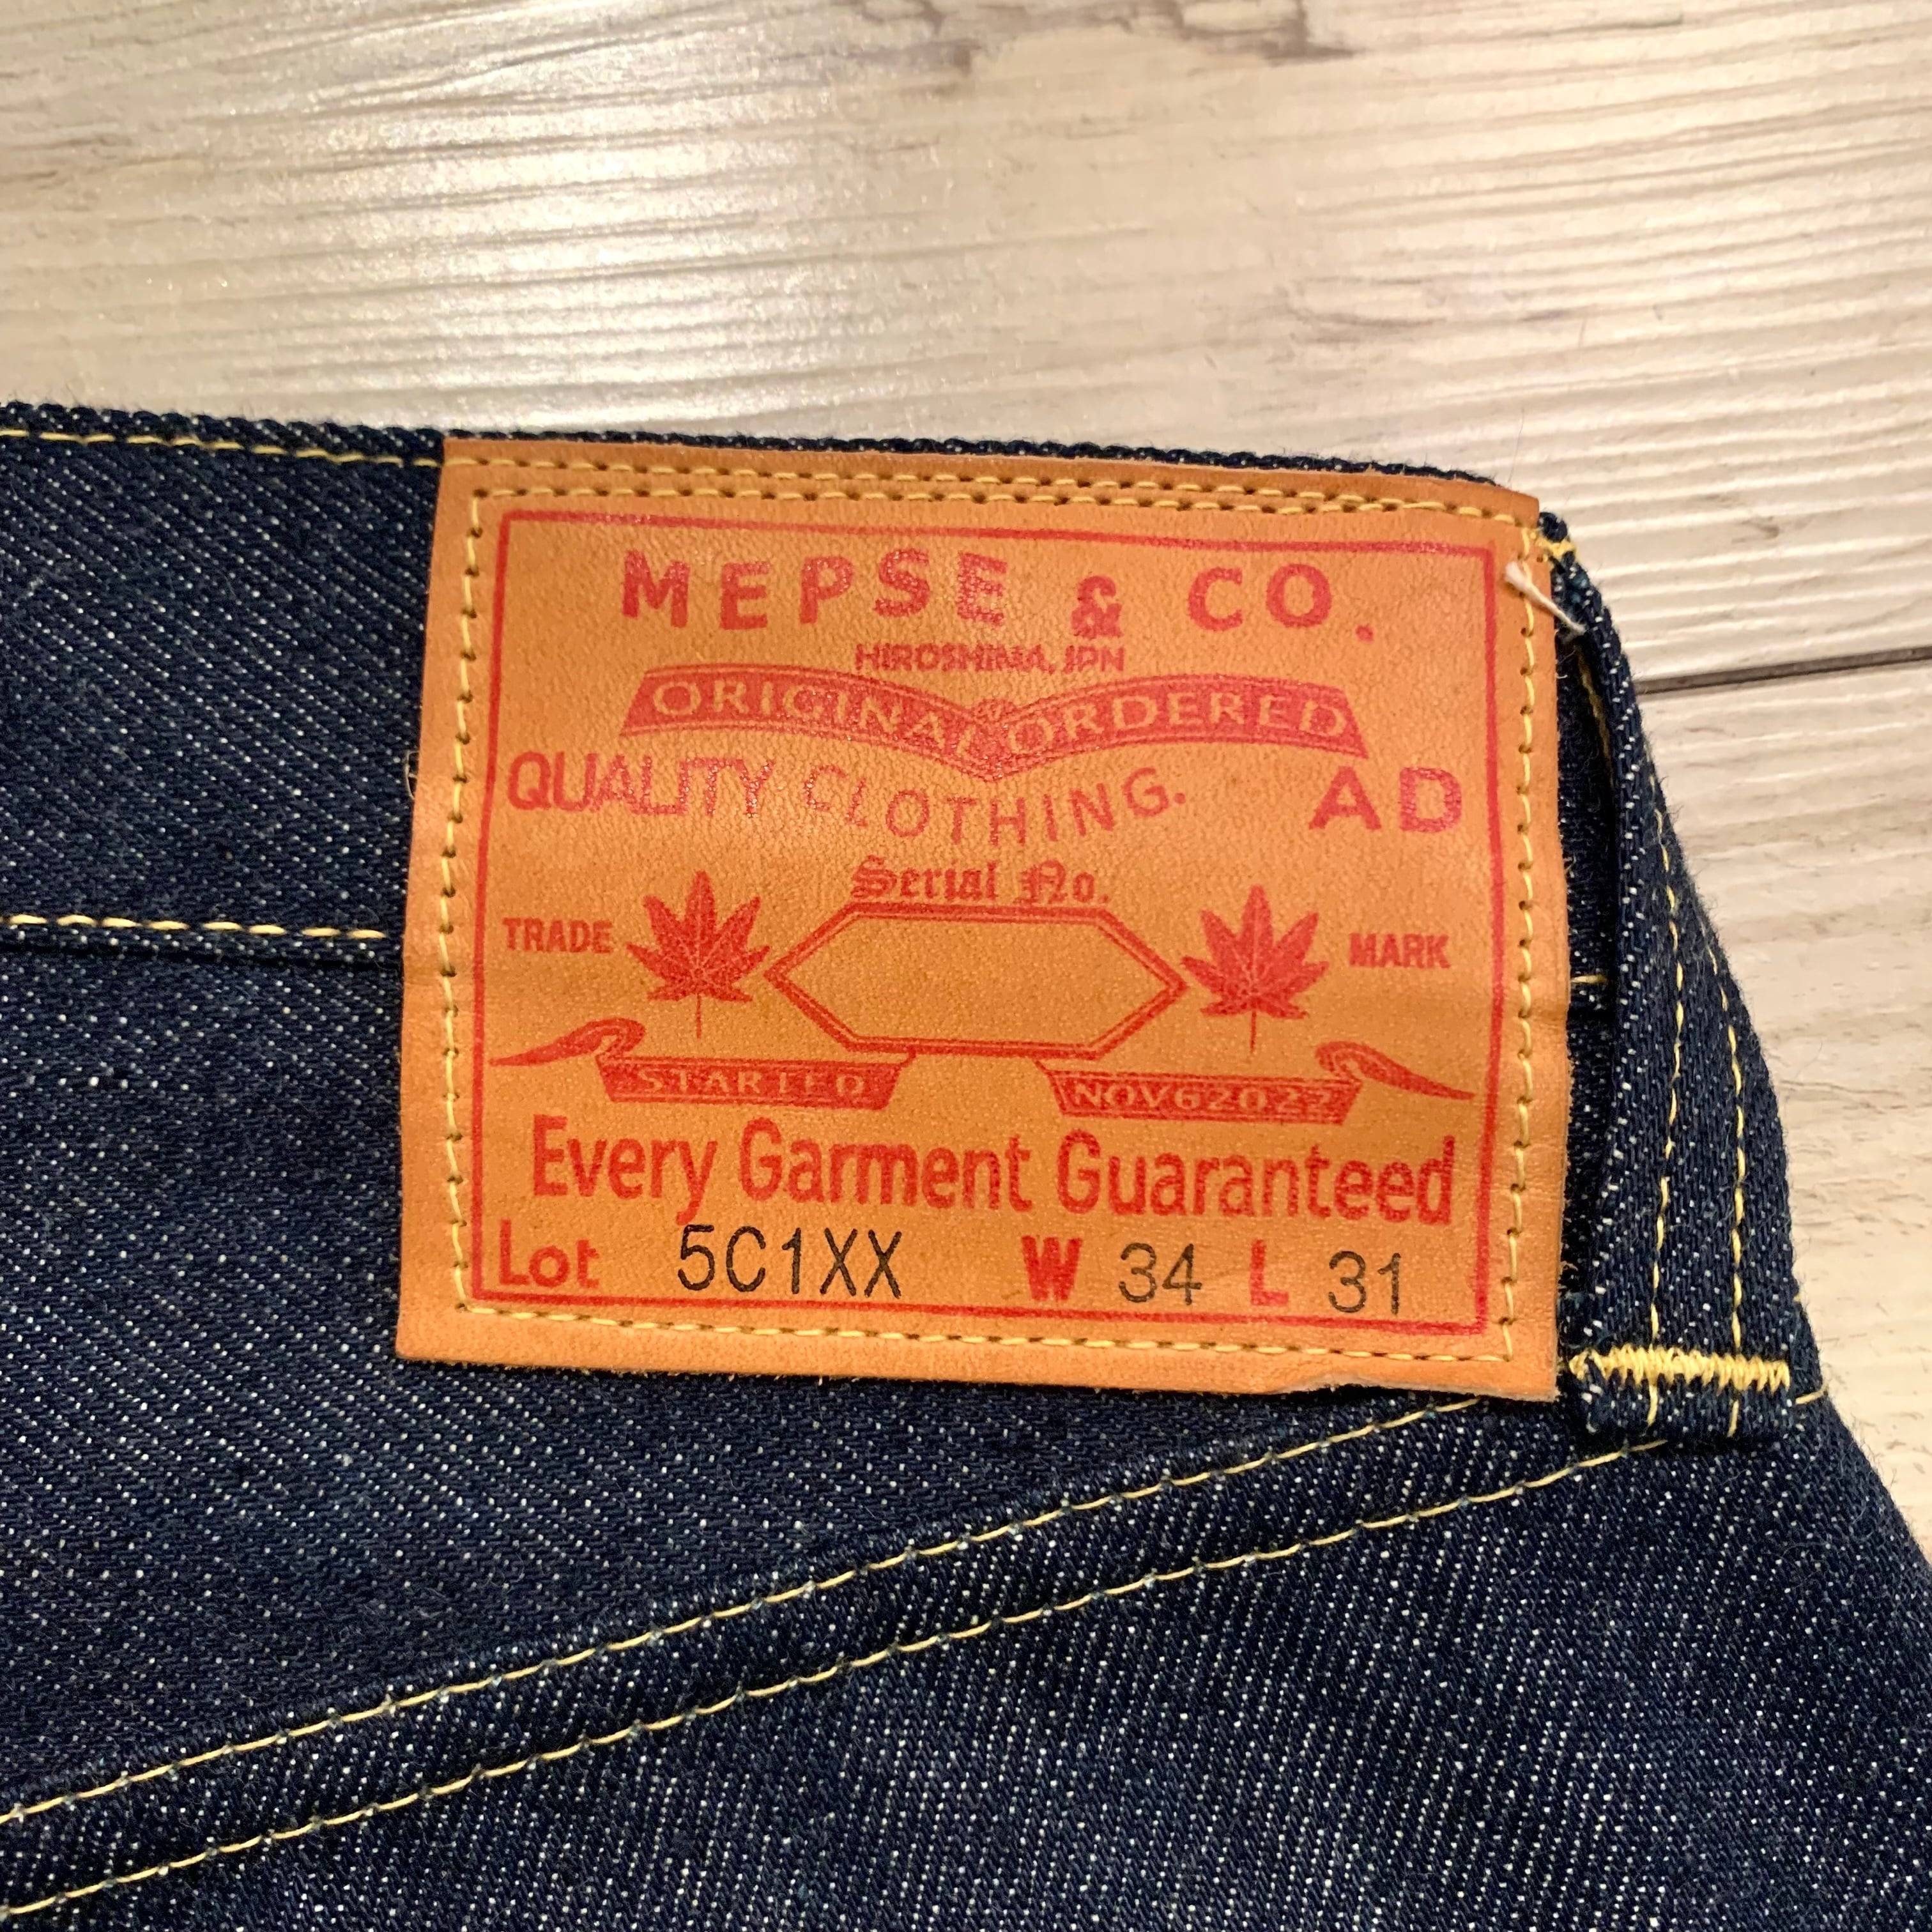 MEPSE & CO.
HIROSHIMA, JPN
ORIGINAL ORDERED
QUALITY CLOTHING. AD
Serial No.
TRADE MARK
STARTED NOV62022
Every Garment Guaranteed
Lot 5C1XX W 34 L 31